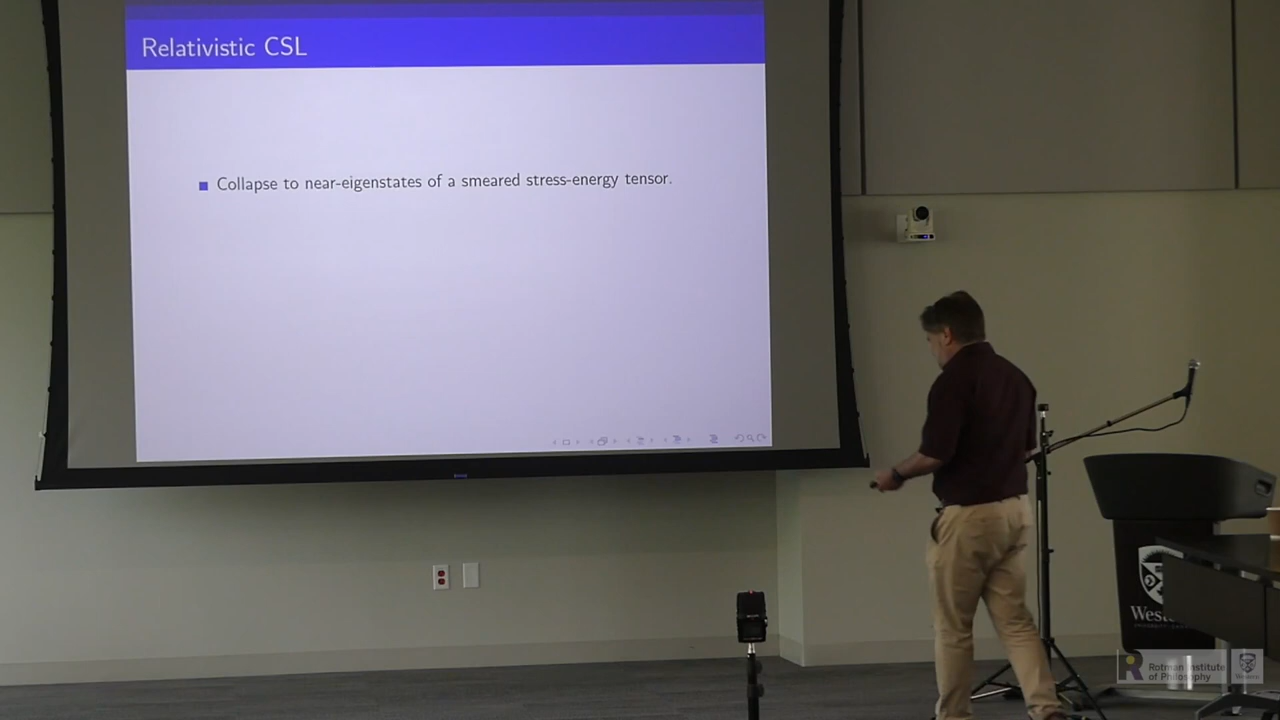 Relativistic CSL
Collapse to near-eigenstates of a smeared stress-energy tensor.
Rotman Institute
of Philosophy